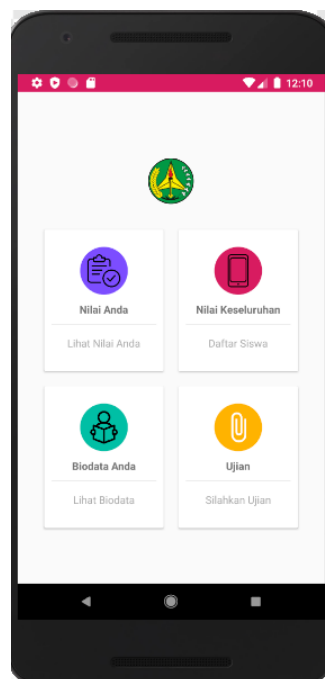 12:10
Nilai Anda
Lihat Nilai Anda
Nilai Keseluruhan
Daftar Siswa
Biodata Anda
Lihat Biodata
Ujian
Silahkan Ujian